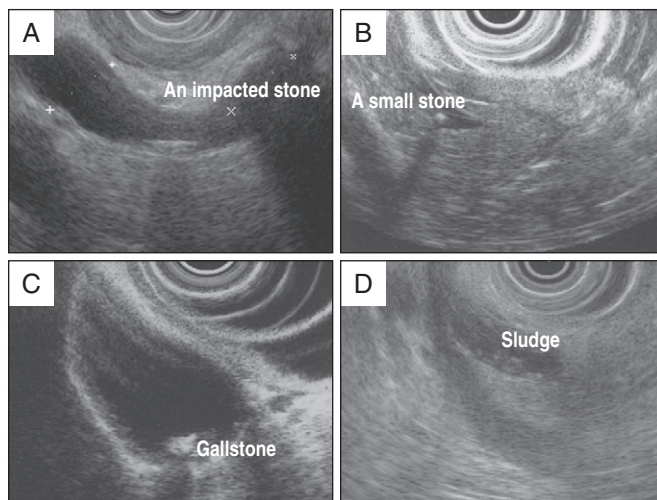 A
An impacted stone
B
A small stone
C
Gallstone
D
Sludge